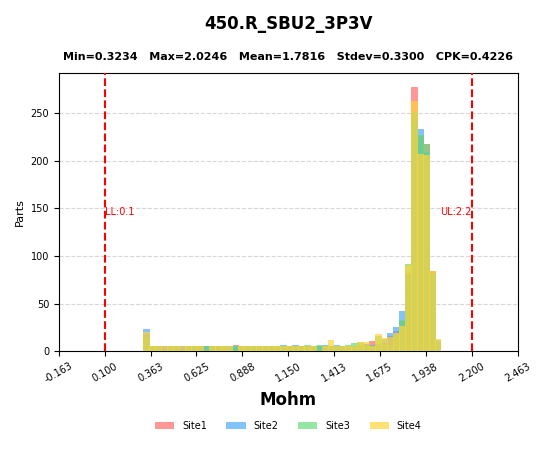 450.R_SBU2_3P3V
Min=0.3234 Max=2.0246 Mean=1.7816 Stdev=0.3300 CPK=0.4226
Parts
250
200
150
100
50
0
LL:0.1
UL:2.2
-0.163 0.100 0.363 0.625 0.888 1.150 1.413 1.675 1.938 2.200 2.463
Mohm
Site1 Site2 Site3 Site4